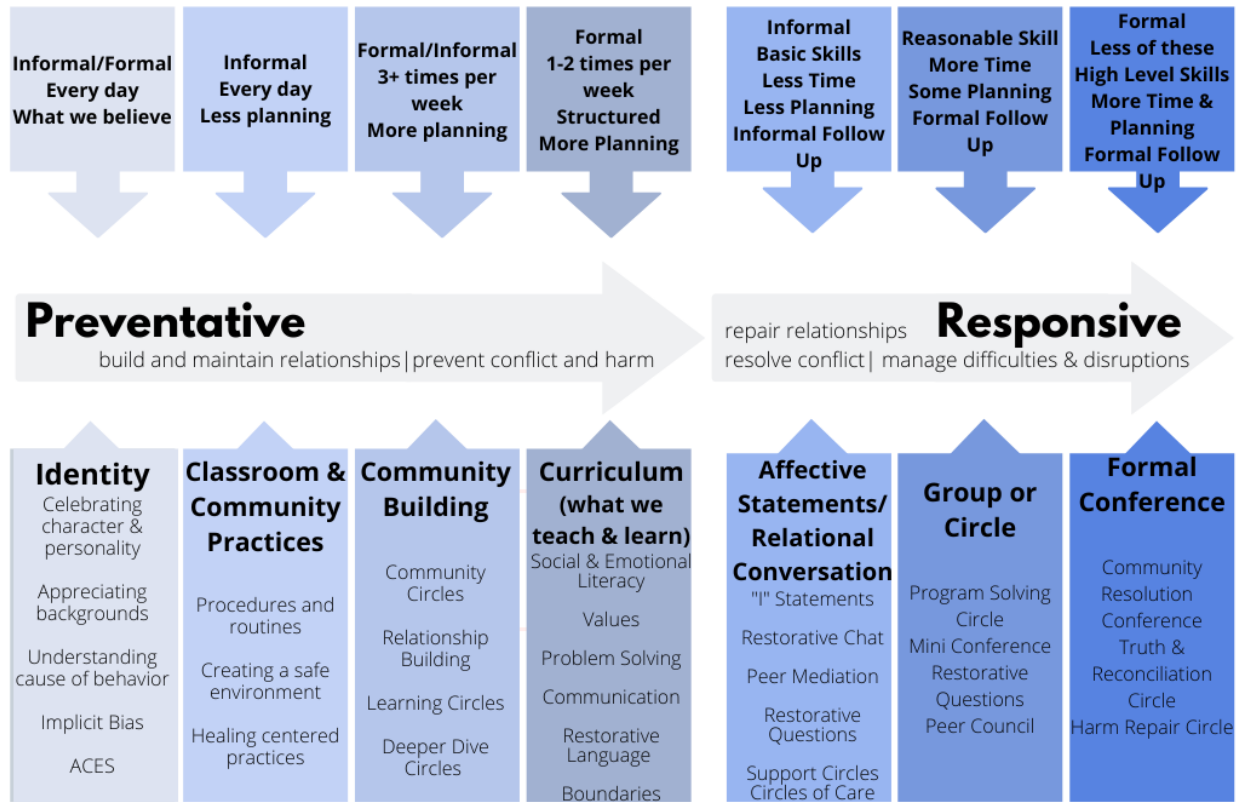 Informal/Formal
Every day
What we believe
Informal
Every day
Less planning
Formal/Informal
3+ times per
week
More planning
Formal
1-2 times per
week
Structured
More Planning
Informal
Basic Skills
Less Time
Less Planning
Informal Follow
Up
Reasonable Skill
More Time
Some Planning
Formal Follow
Up
Formal
Less of these
High Level Skills
More Time &
Planning
Formal Follow
Up
Preventative
build and maintain relationships|prevent conflict and harm
repair relationships
Responsive
resolve conflict| manage difficulties & disruptions
Identity
Celebrating
character &
personality
Appreciating
backgrounds
Understanding
cause of behavior
Implicit Bias
ACES
Classroom &
Community
Practices
Procedures and
routines
Creating a safe
environment
Healing centered
practices
Community
Building
Community
Circles
Relationship
Building
Learning Circles
Deeper Dive
Circles
Curriculum
(what we
teach & learn)
Social & Emotional
Literacy
Values
Problem Solving
Communication
Restorative
Language
Boundaries
Affective
Statements/
Relational
Conversation
"I" Statements
Restorative Chat
Peer Mediation
Restorative
Questions
Support Circles
Circles of Care
Group or
Circle
Program Solving
Circle
Mini Conference
Restorative
Questions
Peer Council
Formal
Conference
Community
Resolution
Conference
Truth &
Reconciliation
Circle
Harm Repair Circle